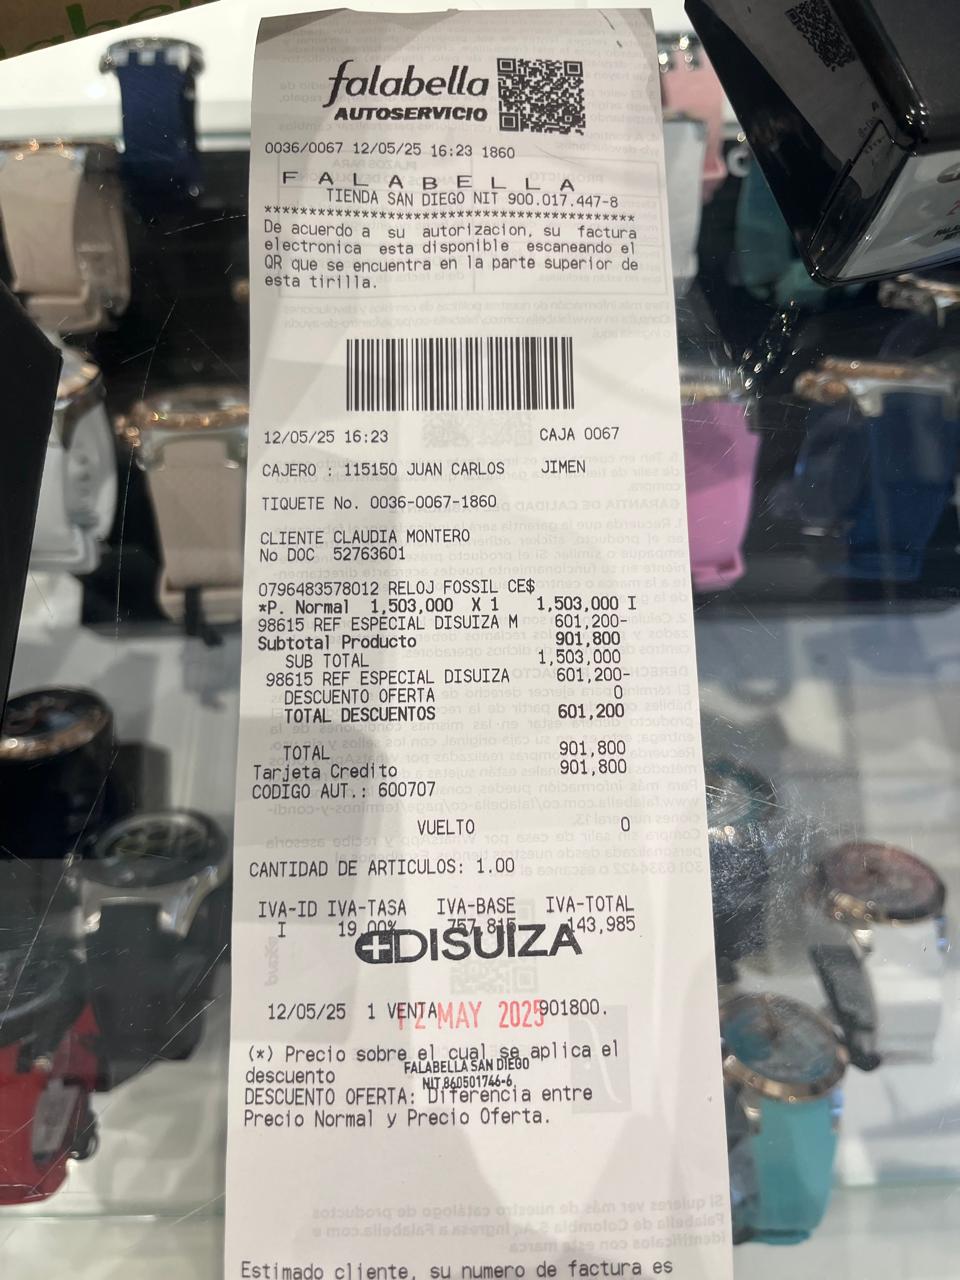 falabella
AUTOSERVICIO
0036/0067 12/05/25 16:23 1860
F A L A B E L L A
TIENDA SAN DIEGO NIT 900.017.447-8
**********************************************
De acuerdo a su autorizacion, su factura
electronica esta disponible escaneando el
QR que se encuentra en la parte superior de
esta tirilla.
12/05/25 16:23 CAJA 0067
CAJERO : 115150 JUAN CARLOS JIMEN
TIQUETE No. 0036-0067-1860
CLIENTE CLAUDIA MONTERO
No DOC 52763601
0796483578012 RELOJ FOSSIL CE$
*P. Normal 1,503,000 X 1 1,503,000 I
98615 REF ESPECIAL DISUIZA M 601,200-
Subtotal Producto 901,800
SUB TOTAL 1,503,000
98615 REF ESPECIAL DISUIZA 601,200-
DESCUENTO OFERTA 0
TOTAL DESCUENTOS 601,200
TOTAL 901,800
Tarjeta Credito 901,800
CODIGO AUT.: 600707
VUELTO 0
CANTIDAD DE ARTICULOS: 1.00
IVA-ID IVA-TASA IVA-BASE IVA-TOTAL
I 19,00% 757,815 143,985
DISUIZA
12/05/25 1 VENTA 901800.
12 MAY 2025
(*) Precio sobre el cual se aplica el
descuento
FALABELLA SAN DIEGO
NIT.860501746-6
DESCUENTO OFERTA: Diferencia entre
Precio Normal y Precio Oferta.
Estimado cliente, su numero de factura es